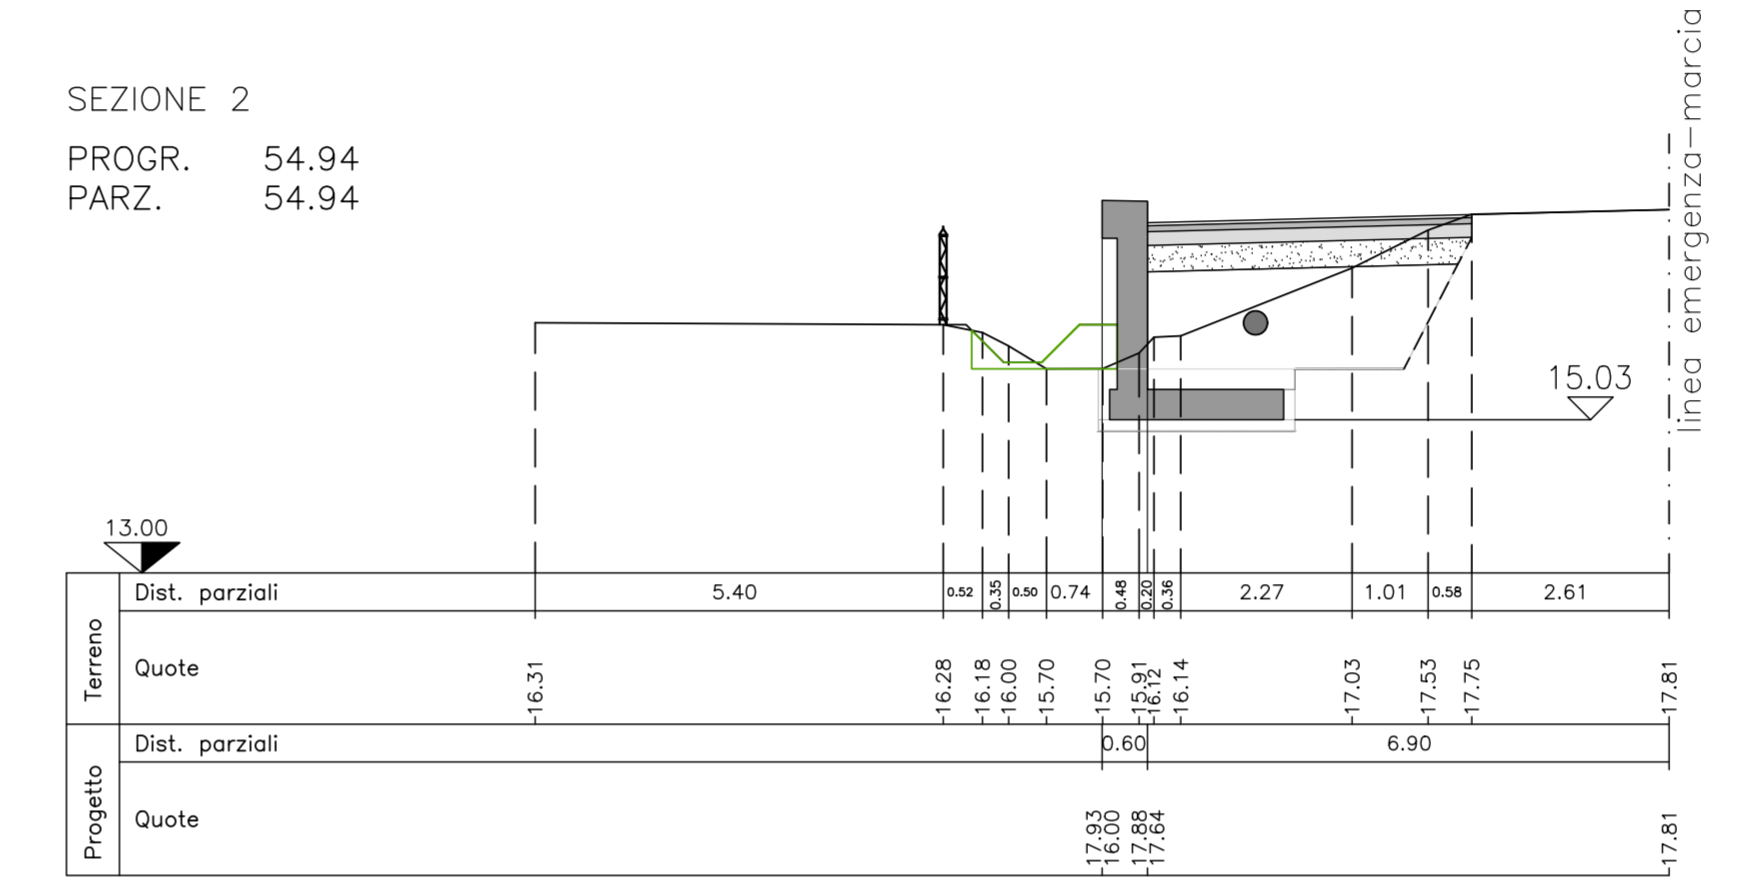 SEZIONE 2
PROGR. 54.94
PARZ. 54.94
linea emergenza-marcia
15.03
13.00
Terreno
Dist. parziali 5.40 0.52 0.35 0.50 0.74 0.48 0.20 0.36 2.27 1.01 0.58 2.61
Quote 16.31 16.28 16.18 16.00 15.70 15.70 15.91 16.12 16.14 17.03 17.53 17.75 17.81
Progetto
Dist. parziali 0.60 6.90
Quote 17.93 16.00 17.88 17.64 17.81